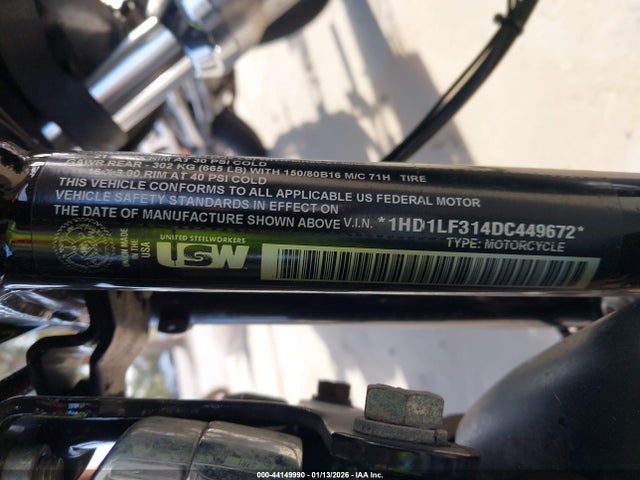 RIM AT 30 PSI COLD
GAWR REAR - 302 KG (665 LB) WITH 150/80B16 M/C 71H TIRE
16 X 3.00 RIM AT 40 PSI COLD
THIS VEHICLE CONFORMS TO ALL APPLICABLE US FEDERAL MOTOR
VEHICLE SAFETY STANDARDS IN EFFECT ON
THE DATE OF MANUFACTURE SHOWN ABOVE V.I.N. *1HD1LF314DC449672*
TYPE: MOTORCYCLE
UNION MADE
IN THE
USA
UNITED STEELWORKERS
USW
000-44149990 - 01/13/2026 - IAA Inc.